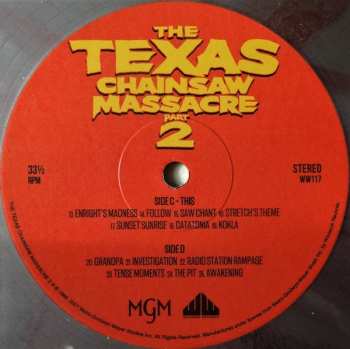 THE
TEXAS
CHAINSAW
MASSACRE
PART
2
33⅓
RPM
STEREO
WW117
SIDE C - THIS
13 ENRIGHT'S MADNESS 14 FOLLOW 15 SAW CHANT 16 STRETCH'S THEME
17 SUNSET SUNRISE 18 CATATONIA 19 KOKLA
SIDE D
20 GRANDPA 21 INVESTIGATION 22 RADIO STATION RAMPAGE
23 TENSE MOMENTS 24 THE PIT 25 AWAKENING
MGM